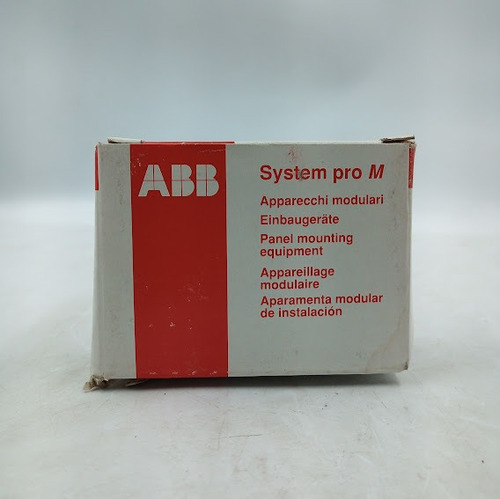 ABB
System pro M
Apparecchi modulari
Einbaugeräte
Panel mounting
equipment
Appareillage
modulaire
Aparamenta modular
de instalación